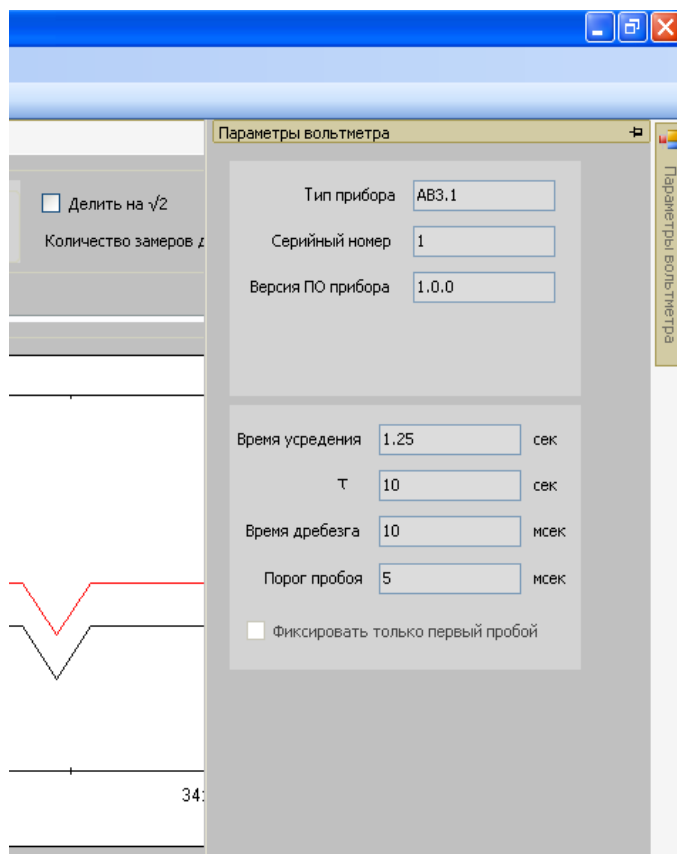 Параметры вольтметра
Параметры вольтметра
Делить на √2
Количество замеров д
Тип прибора АВ3.1
Серийный номер 1
Версия ПО прибора 1.0.0
Время усредения 1.25 сек
τ 10 сек
Время дребезга 10 мсек
Порог пробоя 5 мсек
Фиксировать только первый пробой
34